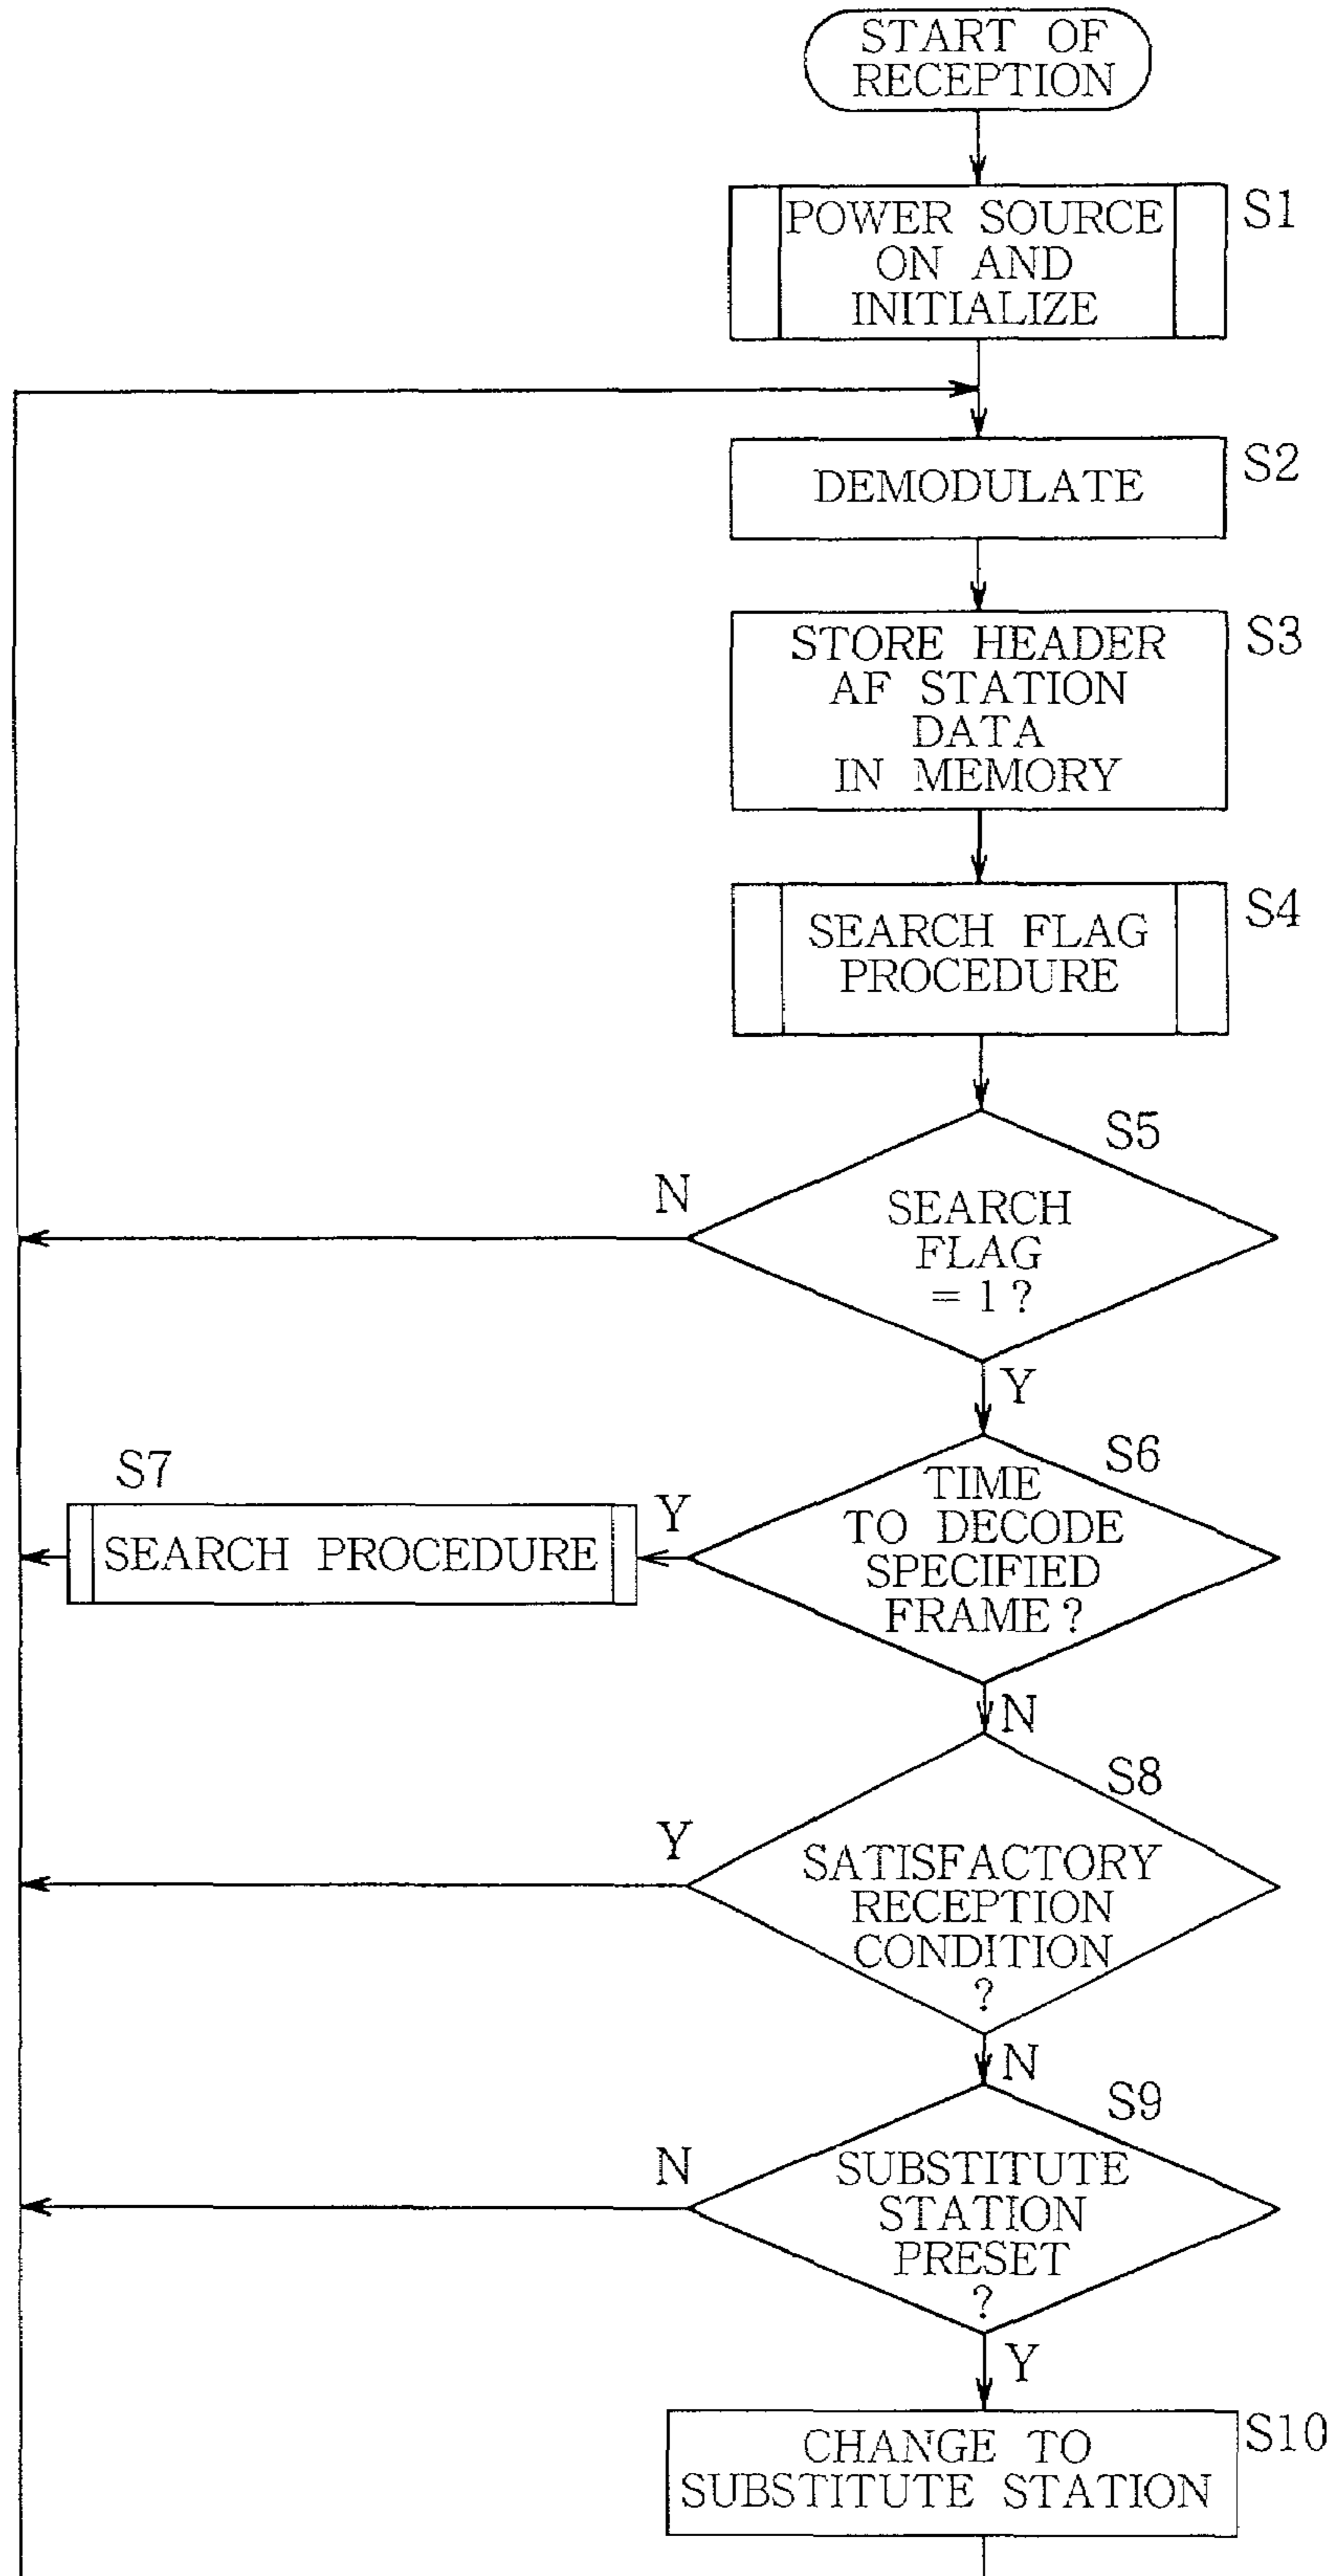 START OF
RECEPTION
POWER SOURCE
ON AND
INITIALIZE
S1
DEMODULATE
S2
STORE HEADER
AF STATION
DATA
IN MEMORY
S3
SEARCH FLAG
PROCEDURE
S4
S5
N
SEARCH
FLAG
= 1 ?
Y
S6
S7
TIME
TO DECODE
SPECIFIED
FRAME ?
Y
SEARCH PROCEDURE
N
S8
Y
SATISFACTORY
RECEPTION
CONDITION
?
N
S9
N
SUBSTITUTE
STATION
PRESET
?
Y
CHANGE TO
SUBSTITUTE STATION
S10